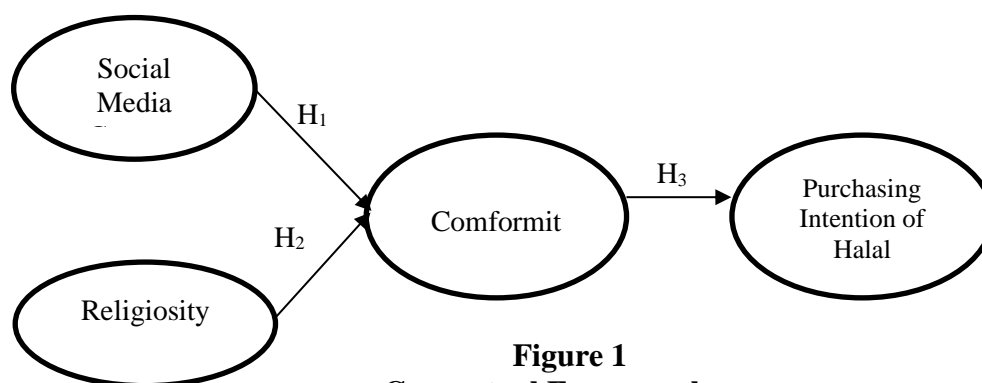 Social
Media
H1
Comformit
H3
Purchasing
Intention of
Halal
H2
Religiosity
Figure 1